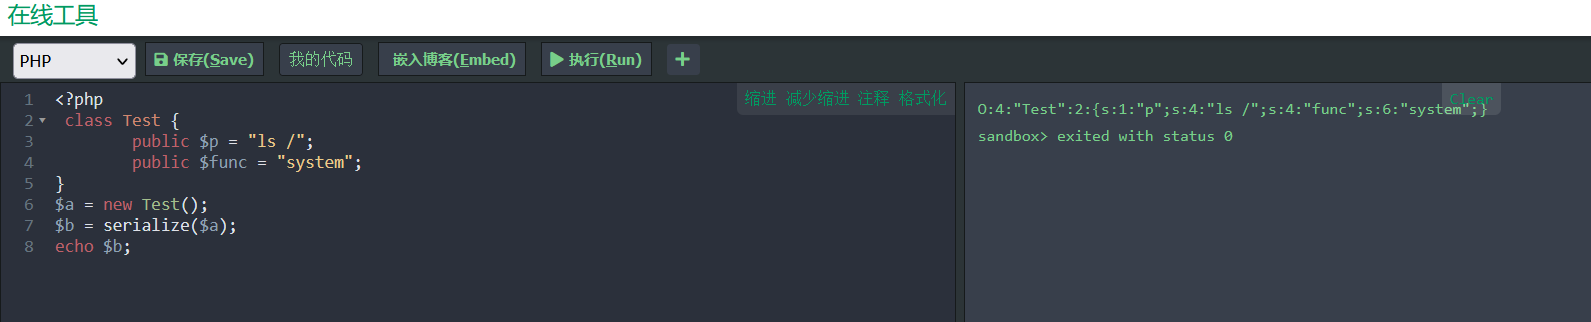 在线工具
PHP 保存(Save) 我的代码 嵌入博客(Embed) 执行(Run) +
缩进 减少缩进 注释 格式化
1 <?php
2 class Test {
3 public $p = "ls /";
4 public $func = "system";
5 }
6 $a = new Test();
7 $b = serialize($a);
8 echo $b;
Clear
O:4:"Test":2:{s:1:"p";s:4:"ls /";s:4:"func";s:6:"system";}
sandbox> exited with status 0